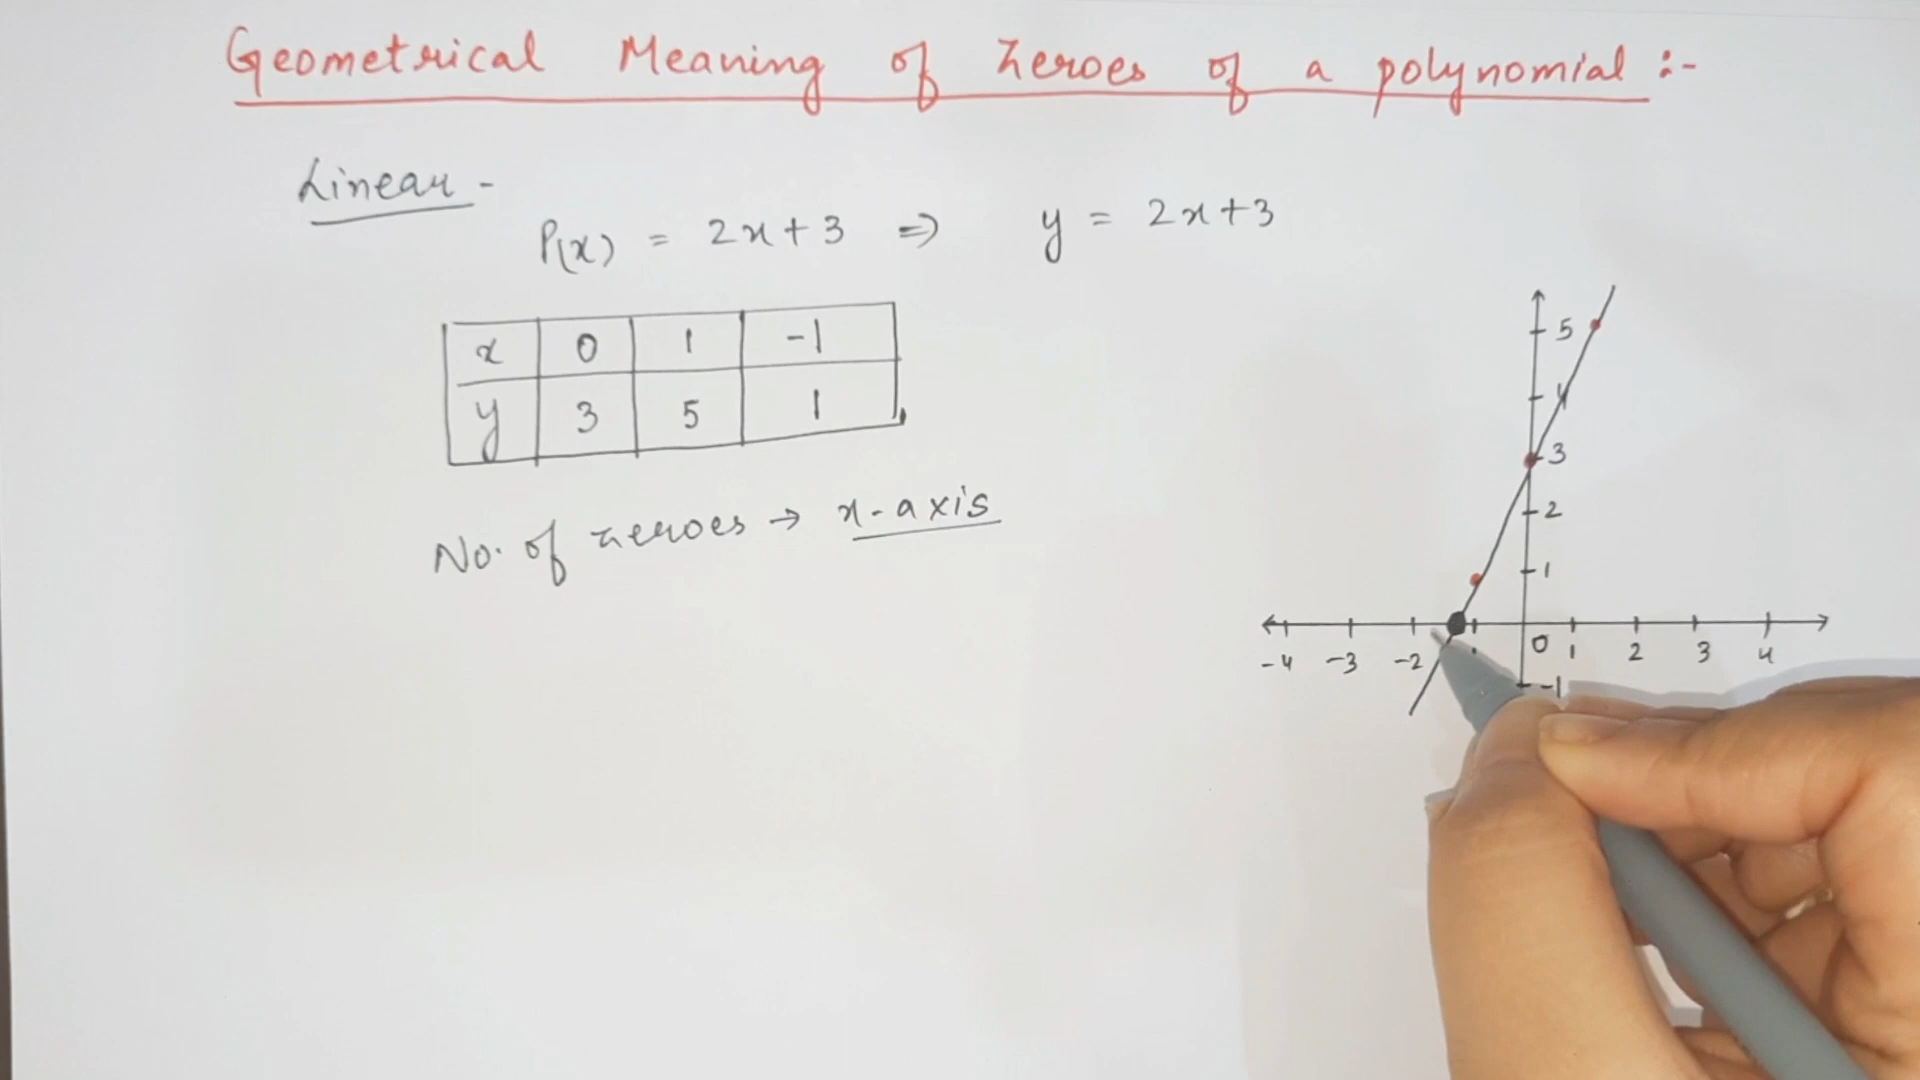 Geometrical Meaning of Zeroes of a polynomial :-
Linear -
P(x) = 2x+3 ⇒ y = 2x+3
x 0 1 -1
y 3 5 1
No. of zeroes → x-axis
5
4
3
2
1
-4 -3 -2 0 1 2 3 4
-1